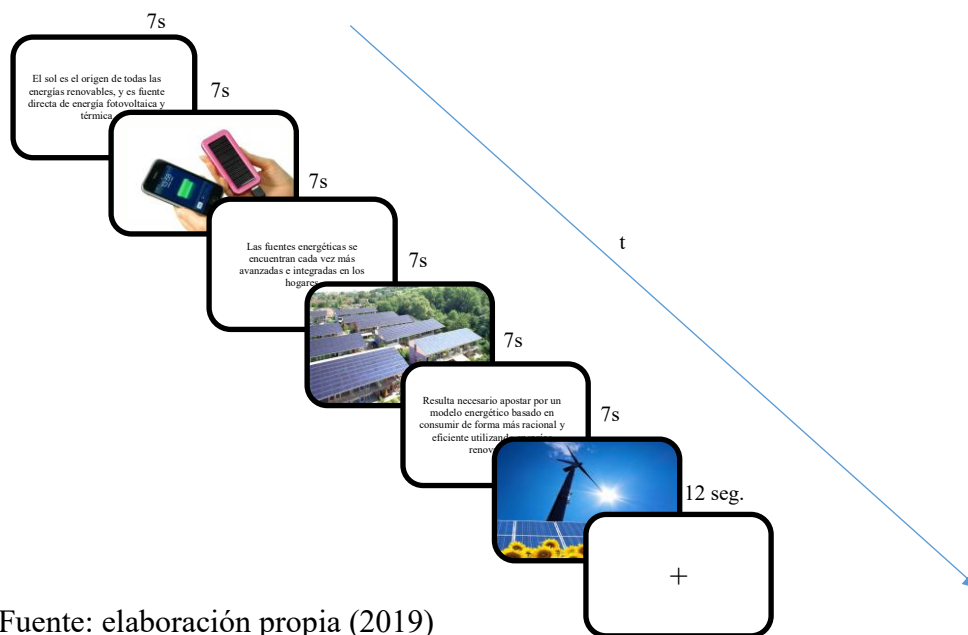 7s
El sol es el origen de todas las
energías renovables, y es fuente
directa de energía fotovoltaica y
térmica
7s
7s
Las fuentes energéticas se
encuentran cada vez más
avanzadas e integradas en los
hogares
7s
t
7s
Resulta necesario apostar por un
modelo energético basado en
consumir de forma más racional y
eficiente utilizando
7s
12 seg.
+
Fuente: elaboración propia (2019)